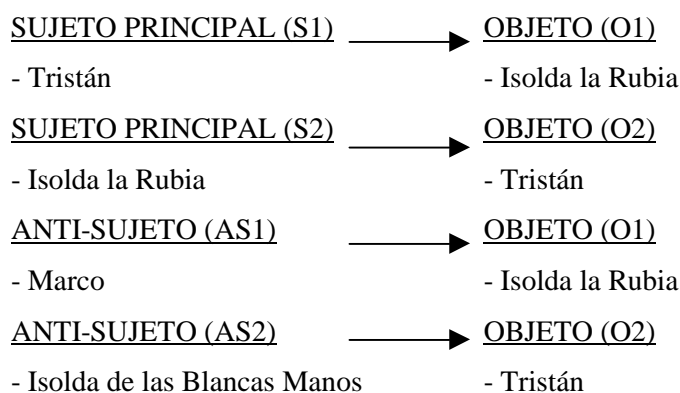 SUJETO PRINCIPAL (S1) OBJETO (O1)
- Tristán - Isolda la Rubia
SUJETO PRINCIPAL (S2) OBJETO (O2)
- Isolda la Rubia - Tristán
ANTI-SUJETO (AS1) OBJETO (O1)
- Marco - Isolda la Rubia
ANTI-SUJETO (AS2) OBJETO (O2)
- Isolda de las Blancas Manos - Tristán